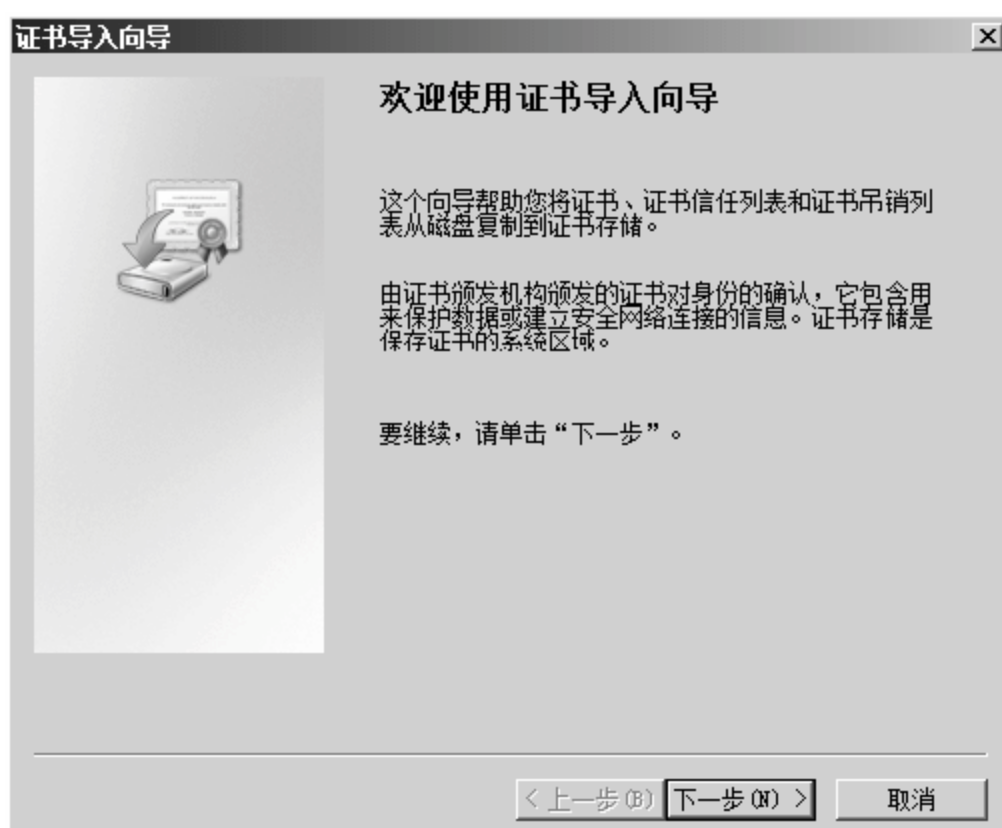 证书导入向导
欢迎使用证书导入向导
这个向导帮助您将证书、证书信任列表和证书吊销列
表从磁盘复制到证书存储。
由证书颁发机构颁发的证书对身份的确认，它包含用
来保护数据或建立安全网络连接的信息。证书存储是
保存证书的系统区域。
要继续，请单击“下一步”。
< 上一步(B) 下一步(N) > 取消